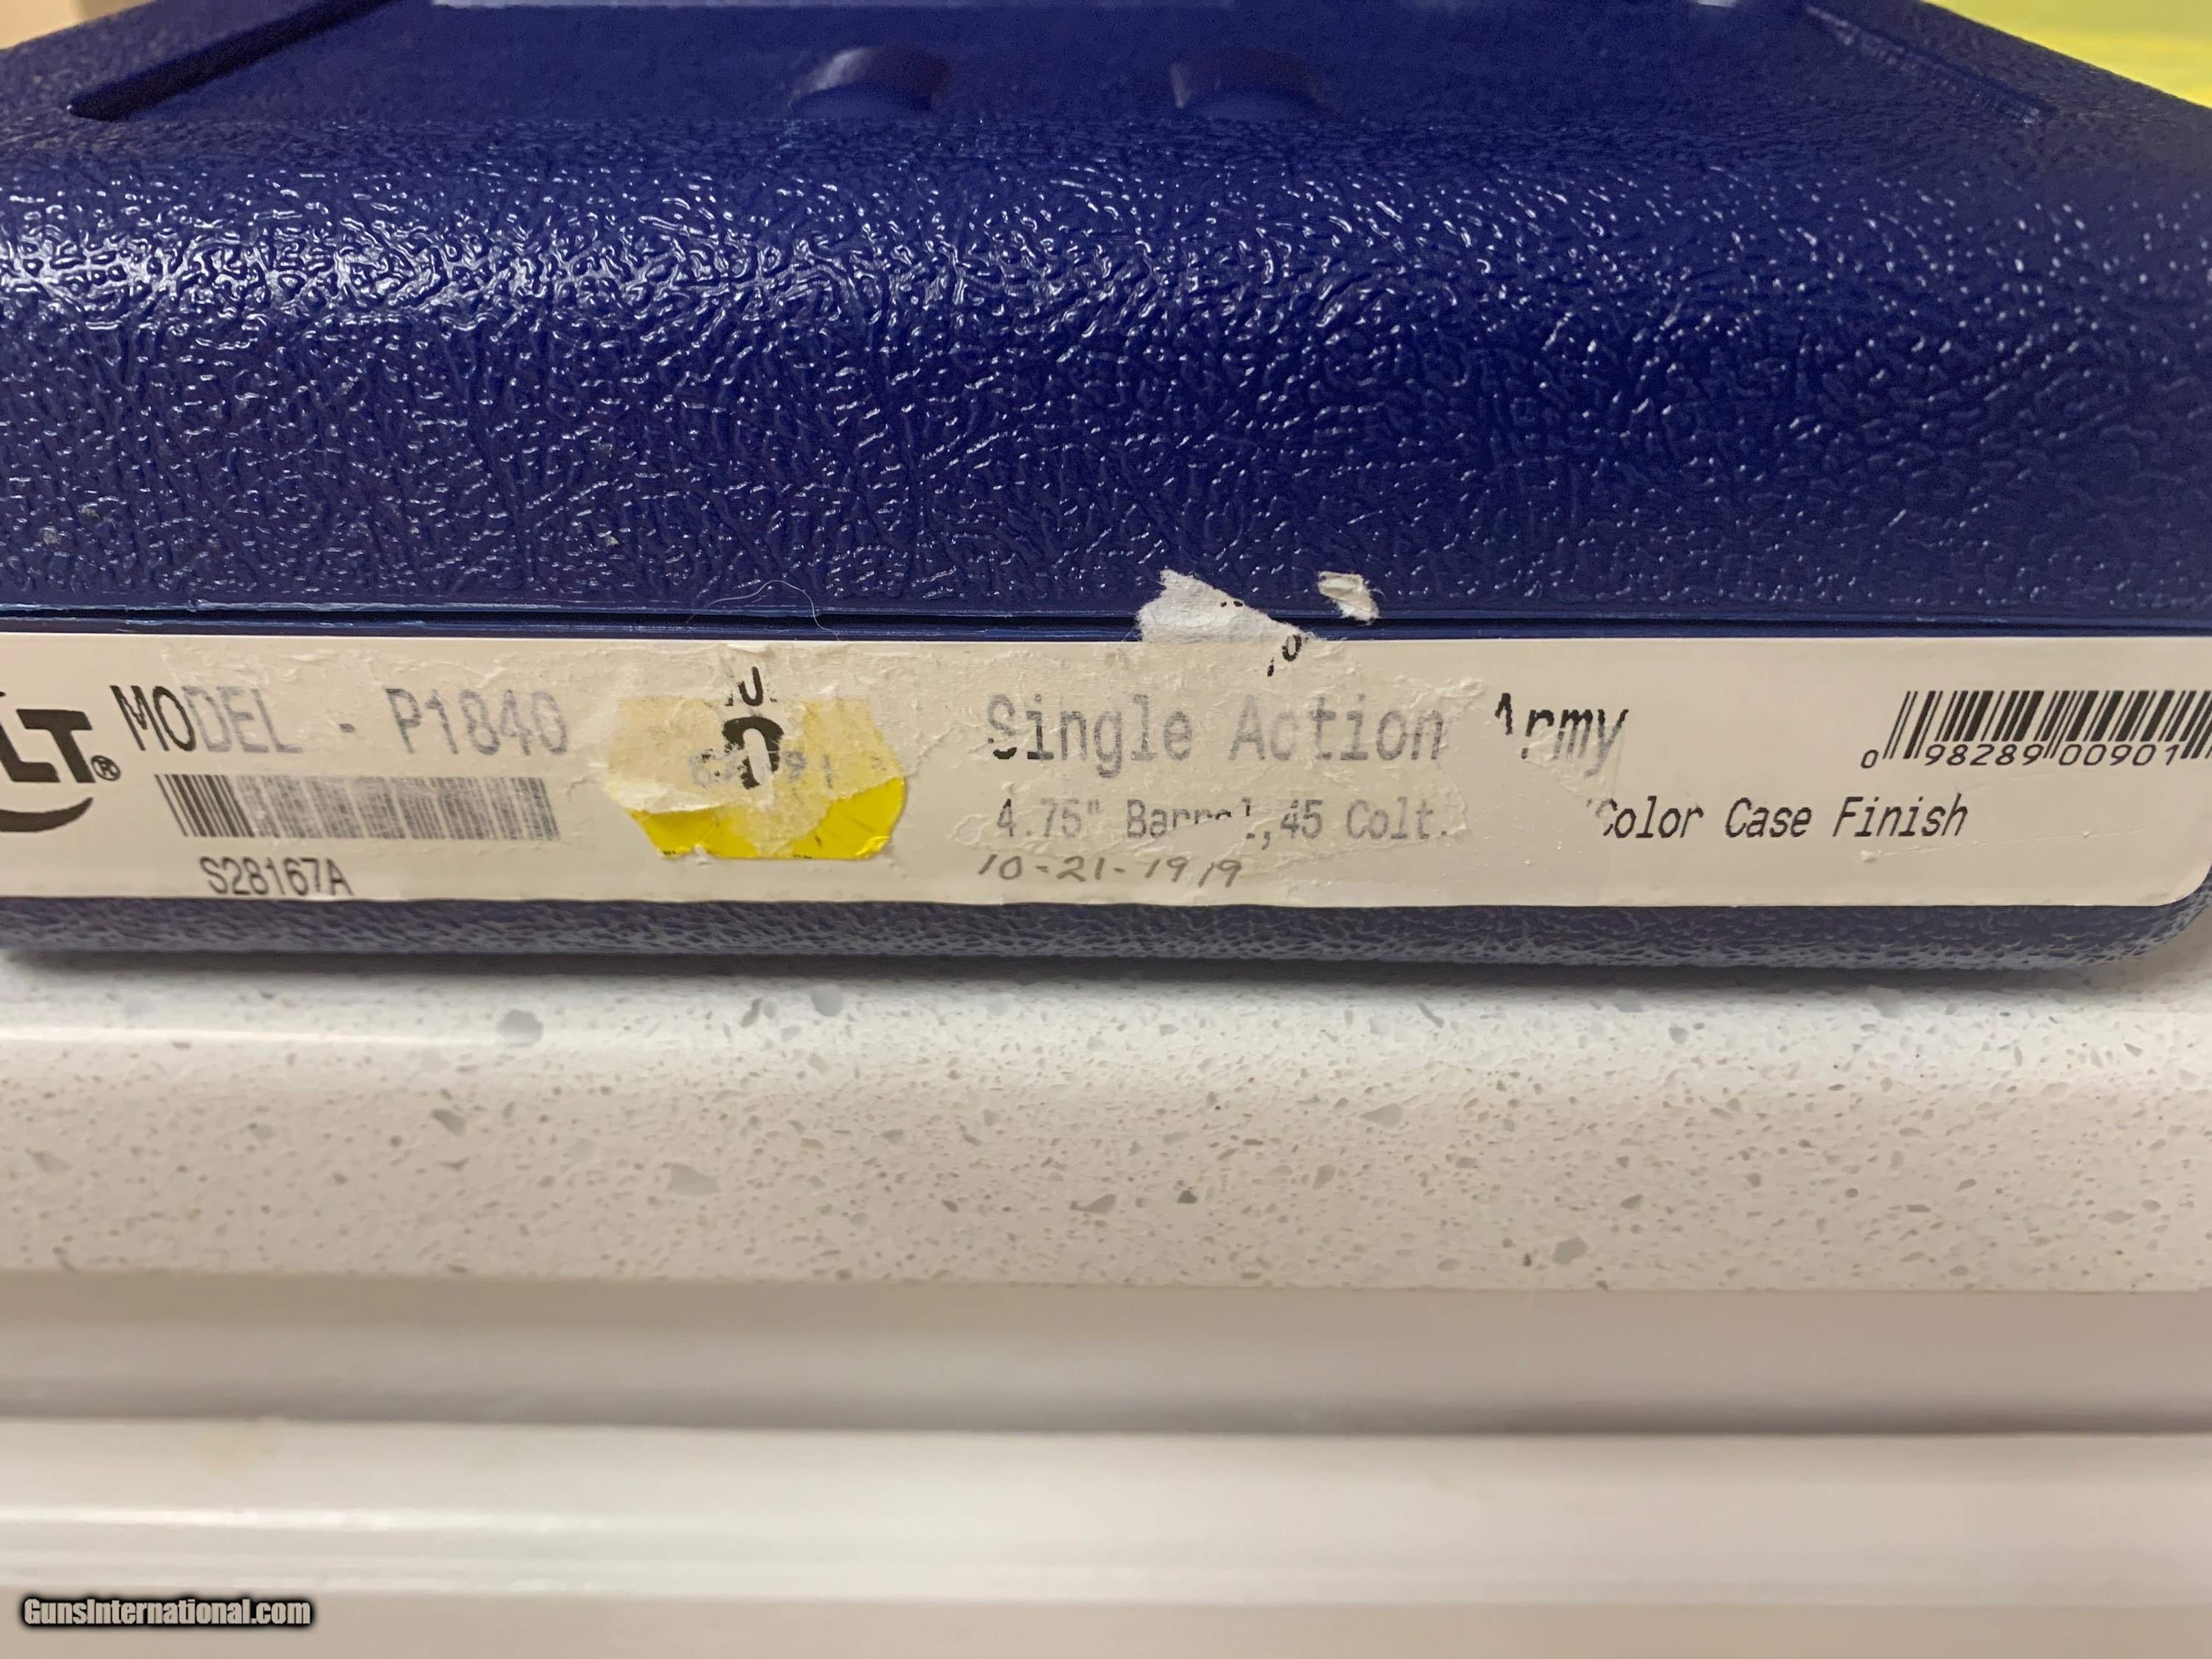 LT®
MODEL - P1840
S28167A
Single Action Army
4.75" Barrel,45 Colt.
Color Case Finish
10-21-1919
0 98289 00901
GunsInternational.com